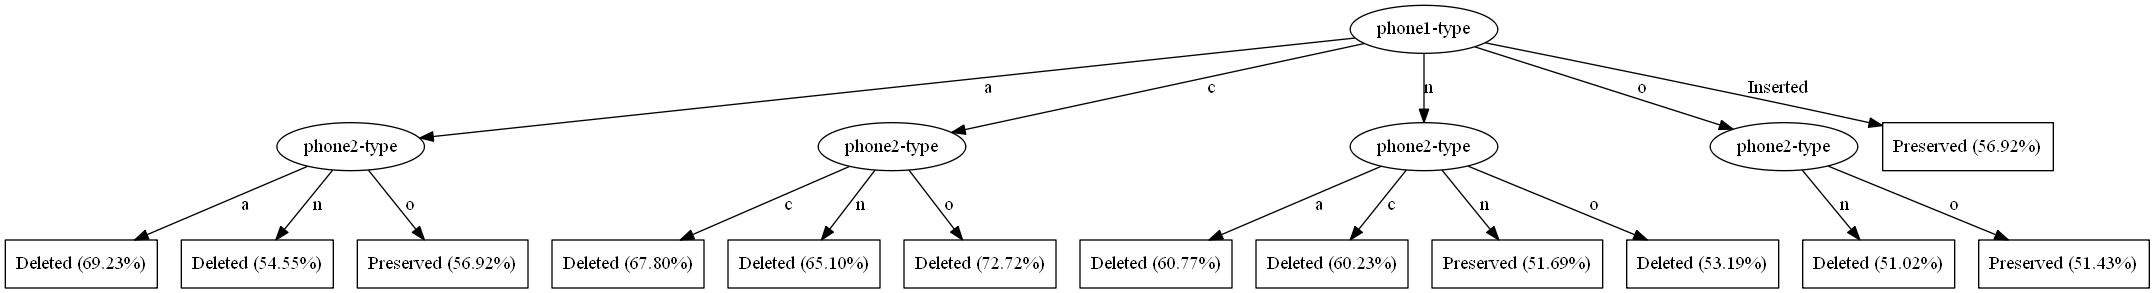 phone1-type
a
c
n
o
Inserted
phone2-type
phone2-type
phone2-type
phone2-type
Preserved (56.92%)
a
n
o
c
n
o
a
c
n
o
n
o
Deleted (69.23%)
Deleted (54.55%)
Preserved (56.92%)
Deleted (67.80%)
Deleted (65.10%)
Deleted (72.72%)
Deleted (60.77%)
Deleted (60.23%)
Preserved (51.69%)
Deleted (53.19%)
Deleted (51.02%)
Preserved (51.43%)